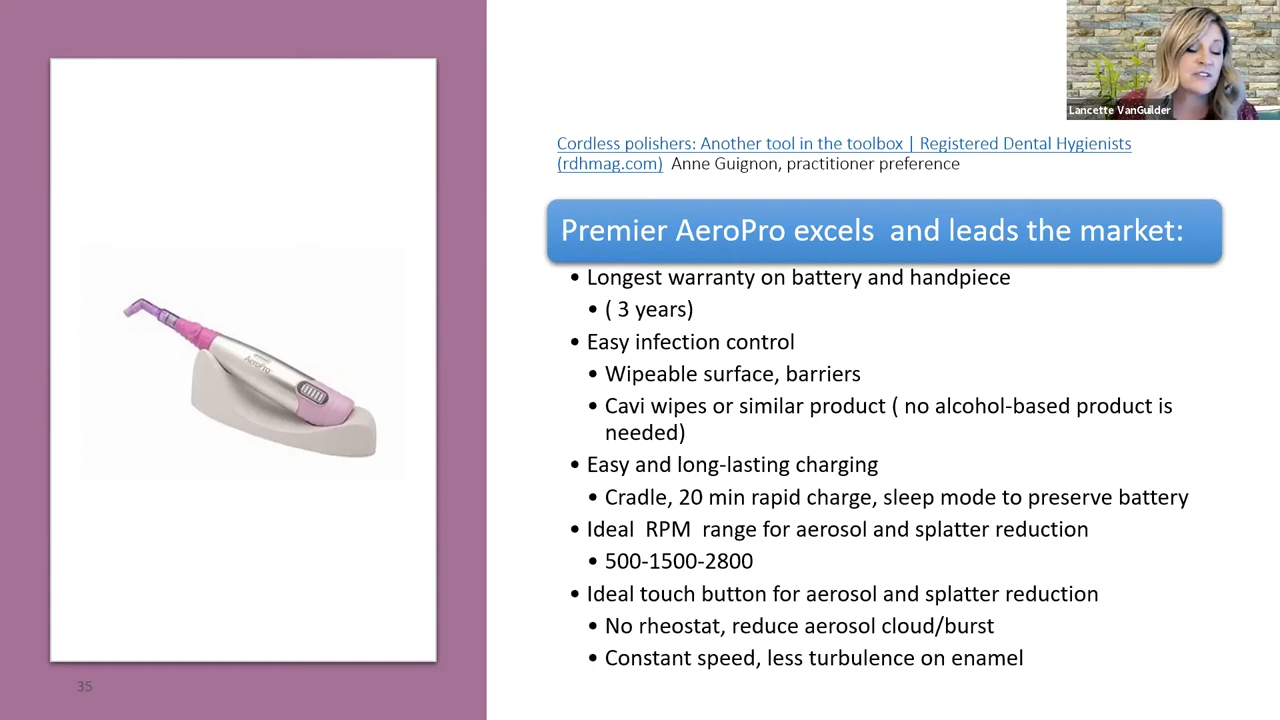 Lancette VanGuilder
Cordless polishers: Another tool in the toolbox | Registered Dental Hygienists
(rdhmag.com) Anne Guignon, practitioner preference
Premier AeroPro excels  and leads the market:
• Longest warranty on battery and handpiece
• ( 3 years)
• Easy infection control
• Wipeable surface, barriers
• Cavi wipes or similar product ( no alcohol-based product is
needed)
• Easy and long-lasting charging
• Cradle, 20 min rapid charge, sleep mode to preserve battery
• Ideal  RPM  range for aerosol and splatter reduction
• 500-1500-2800
• Ideal touch button for aerosol and splatter reduction
• No rheostat, reduce aerosol cloud/burst
• Constant speed, less turbulence on enamel
AeroPro
35